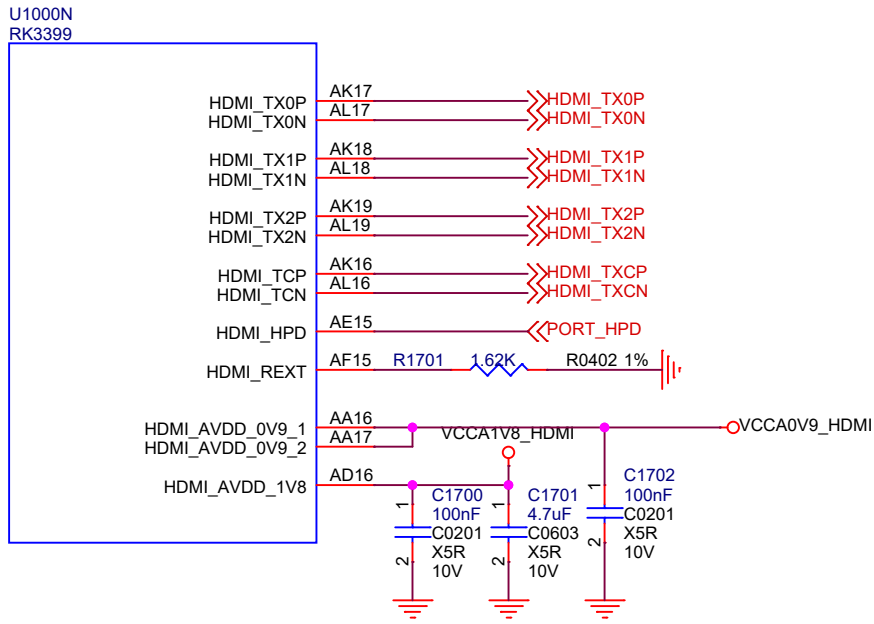 U1000N
RK3399
HDMI_TX0P AK17 HDMI_TX0P
HDMI_TX0N AL17 HDMI_TX0N
HDMI_TX1P AK18 HDMI_TX1P
HDMI_TX1N AL18 HDMI_TX1N
HDMI_TX2P AK19 HDMI_TX2P
HDMI_TX2N AL19 HDMI_TX2N
HDMI_TCP AK16 HDMI_TXCP
HDMI_TCN AL16 HDMI_TXCN
HDMI_HPD AE15 PORT_HPD
HDMI_REXT AF15 R1701 1.62K R0402 1%
HDMI_AVDD_0V9_1 AA16 VCCA0V9_HDMI
HDMI_AVDD_0V9_2 AA17 VCCA1V8_HDMI
HDMI_AVDD_1V8 AD16
1
C1700
100nF
C0201
X5R
10V
2
1
C1701
4.7uF
C0603
X5R
10V
2
1
C1702
100nF
C0201
X5R
10V
2